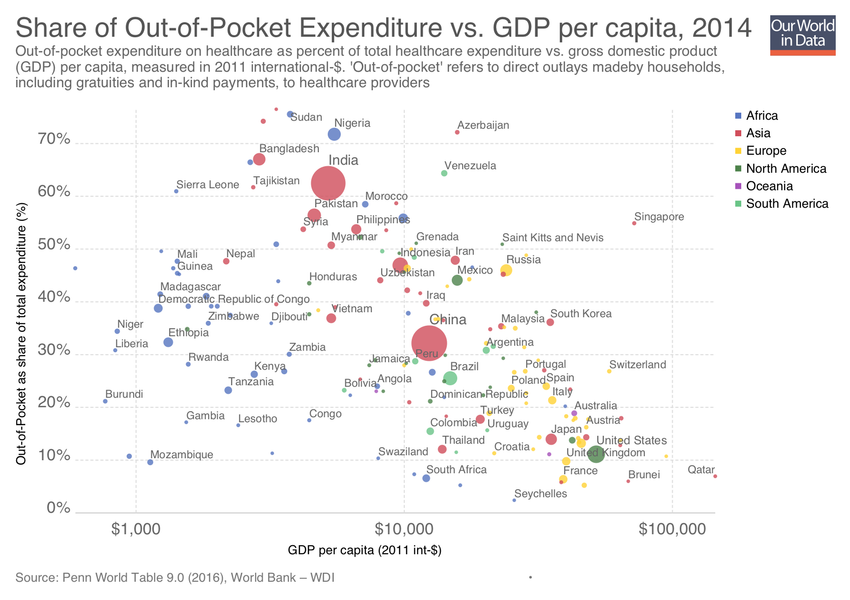 Share of Out-of-Pocket Expenditure vs. GDP per capita, 2014
Our World
in Data
Out-of-pocket expenditure on healthcare as percent of total healthcare expenditure vs. gross domestic product
(GDP) per capita, measured in 2011 international-$. 'Out-of-pocket' refers to direct outlays madeby households,
including gratuities and in-kind payments, to healthcare providers
Africa
Asia
Europe
North America
Oceania
South America
Out-of-Pocket as share of total expenditure (%)
70%
60%
50%
40%
30%
20%
10%
0%
Sudan
Nigeria
Azerbaijan
Bangladesh
India
Venezuela
Sierra Leone
Tajikistan
Pakistan
Morocco
Syria
Philippines
Singapore
Myanmar
Grenada
Saint Kitts and Nevis
Mali
Nepal
Indonesia
Iran
Russia
Guinea
Honduras
Uzbekistan
Mexico
Madagascar
Iraq
Democratic Republic of Congo
Zimbabwe
Djibouti
Vietnam
China
Malaysia
South Korea
Niger
Liberia
Ethiopia
Zambia
Argentina
Rwanda
Kenya
Jamaica
Peru
Brazil
Portugal
Switzerland
Tanzania
Bolivia
Angola
Poland
Spain
Burundi
Dominican Republic
Italy
Gambia
Lesotho
Congo
Turkey
Australia
Colombia
Uruguay
Austria
Thailand
Japan
United States
Mozambique
Swaziland
Croatia
United Kingdom
South Africa
France
Brunei
Qatar
Seychelles
$1,000
$10,000
$100,000
GDP per capita (2011 int-$)
Source: Penn World Table 9.0 (2016), World Bank – WDI